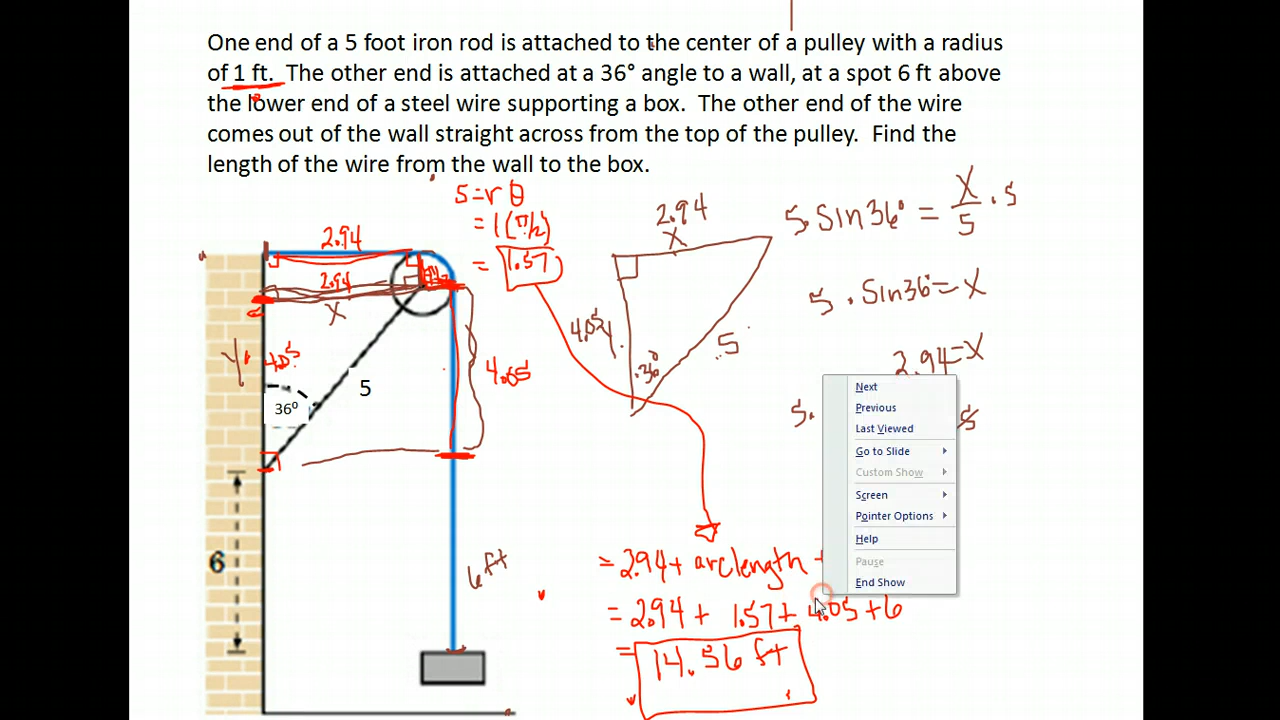 One end of a 5 foot iron rod is attached to the center of a pulley with a radius
of 1 ft. The other end is attached at a 36° angle to a wall, at a spot 6 ft above
the lower end of a steel wire supporting a box. The other end of the wire
comes out of the wall straight across from the top of the pulley. Find the
length of the wire from the wall to the box.
S=rθ
= 1(π/2)
= 1.57
2.94
2.94
X
Y
4.05
36°
5
4.05
6
6 ft
2.94
X
4.05
Y
36°
5
5·Sin36° = X/5 ·5
5·Sin36° = X
2.94=X
5·
5
Next
Previous
Last Viewed
Go to Slide
Custom Show
Screen
Pointer Options
Help
Pause
End Show
= 2.94 + arclength +
= 2.94 + 1.57 + 4.05 + 6
= 14.56 ft